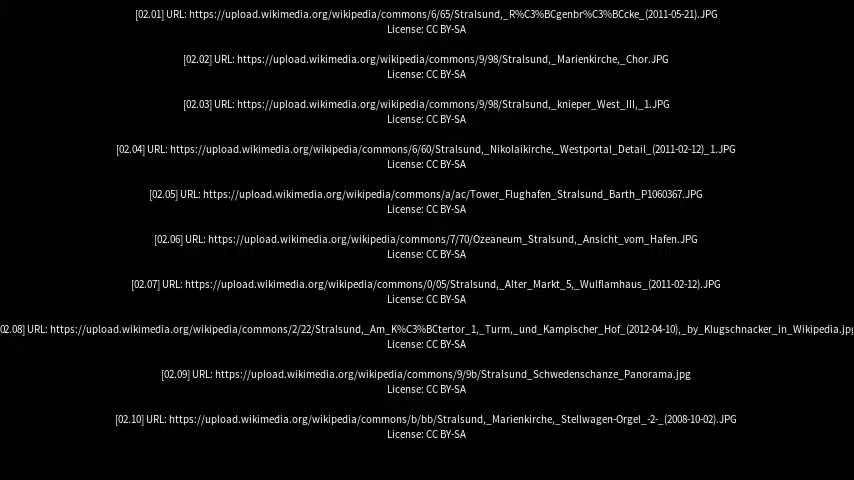 [02.01] URL: https://upload.wikimedia.org/wikipedia/commons/6/65/Stralsund,_R%C3%BCgenbr%C3%BCcke_(2011-05-21).JPG
License: CC BY-SA
[02.02] URL: https://upload.wikimedia.org/wikipedia/commons/9/98/Stralsund,_Marienkirche,_Chor.JPG
License: CC BY-SA
[02.03] URL: https://upload.wikimedia.org/wikipedia/commons/9/98/Stralsund,_knieper_West_III,_1.JPG
License: CC BY-SA
[02.04] URL: https://upload.wikimedia.org/wikipedia/commons/6/60/Stralsund,_Nikolaikirche,_Westportal_Detail_(2011-02-12)_1.JPG
License: CC BY-SA
[02.05] URL: https://upload.wikimedia.org/wikipedia/commons/a/ac/Tower_Flughafen_Stralsund_Barth_P1060367.JPG
License: CC BY-SA
[02.06] URL: https://upload.wikimedia.org/wikipedia/commons/7/70/Ozeaneum_Stralsund,_Ansicht_vom_Hafen.JPG
License: CC BY-SA
[02.07] URL: https://upload.wikimedia.org/wikipedia/commons/0/05/Stralsund,_Alter_Markt_5,_Wulflamhaus_(2011-02-12).JPG
License: CC BY-SA
02.08] URL: https://upload.wikimedia.org/wikipedia/commons/2/22/Stralsund,_Am_K%C3%BCtertor_1,_Turm,_und_Kampischer_Hof_(2012-04-10),_by_Klugschnacker_in_Wikipedia.jpg
License: CC BY-SA
[02.09] URL: https://upload.wikimedia.org/wikipedia/commons/9/9b/Stralsund_Schwedenschanze_Panorama.jpg
License: CC BY-SA
[02.10] URL: https://upload.wikimedia.org/wikipedia/commons/b/bb/Stralsund,_Marienkirche,_Stellwagen-Orgel_-2-_(2008-10-02).JPG
License: CC BY-SA